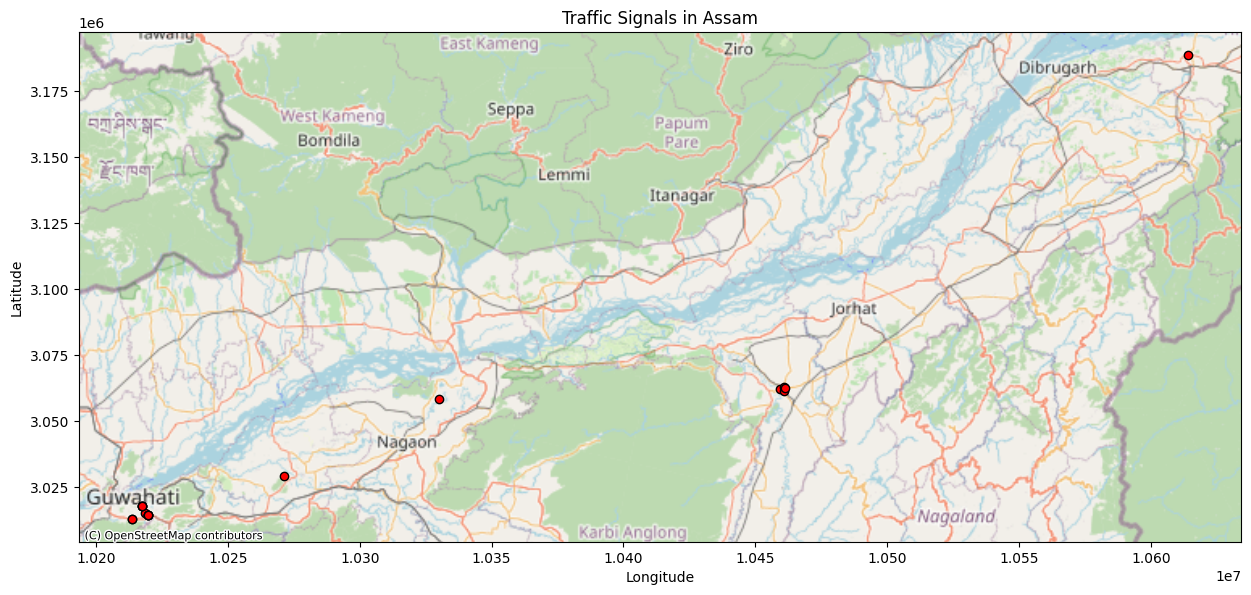 Traffic Signals in Assam
1e6
Tawang
East Kameng
Ziro
Dibrugarh
3.175
Seppa
West Kameng
Papum
Pare
Bomdila
3.150
Lemmi
Itanagar
3.125
3.100
Jorhat
3.075
3.050
Nagaon
3.025
Guwahati
Nagaland
Karbi Anglong
(C) OpenStreetMap contributors
Latitude
1.020
1.025
1.030
1.035
1.040
1.045
1.050
1.055
1.060
Longitude
1e7